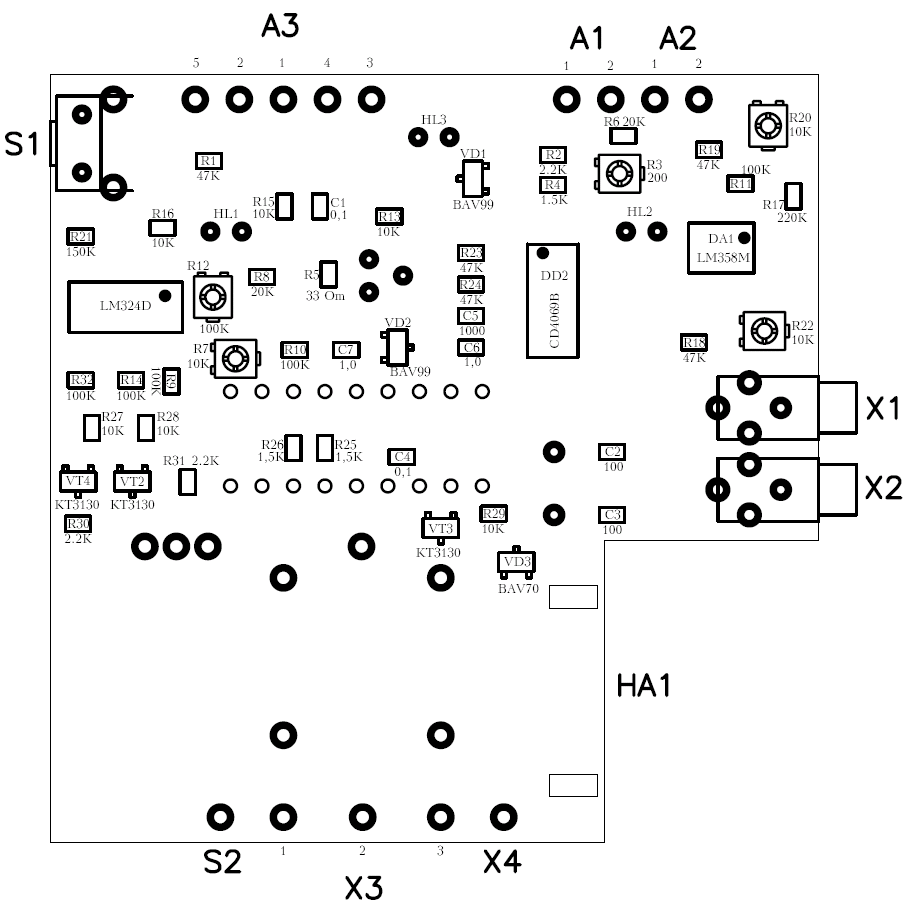 A3
A1
A2
5
2
1
4
3
1
2
1
2
S1
HL3
R6 20K
R20
10K
R1
47K
VD1
BAV99
R2
2.2K
R4
1.5K
R3
200
R19
47K
100K
R11
R17
220K
R15
10K
C1
0,1
R13
10K
R16
10K
HL1
HL2
R21
150K
DA1
LM358M
R23
47K
R24
47K
C5
1000
C6
1,0
DD2
CD4069B
R12
100K
R8
20K
R5
33 Om
LM324D
VD2
BAV99
R7
10K
R10
100K
C7
1,0
R18
47K
R22
10K
R32
100K
R14
100K
R9
100K
X1
R27
10K
R28
10K
R26
1,5K
R25
1,5K
C4
0,1
C2
100
R31 2.2K
VT4
KT3130
VT2
KT3130
X2
R30
2.2K
VT3
KT3130
R29
10K
C3
100
VD3
BAV70
HA1
S2
1
2
3
X4
X3